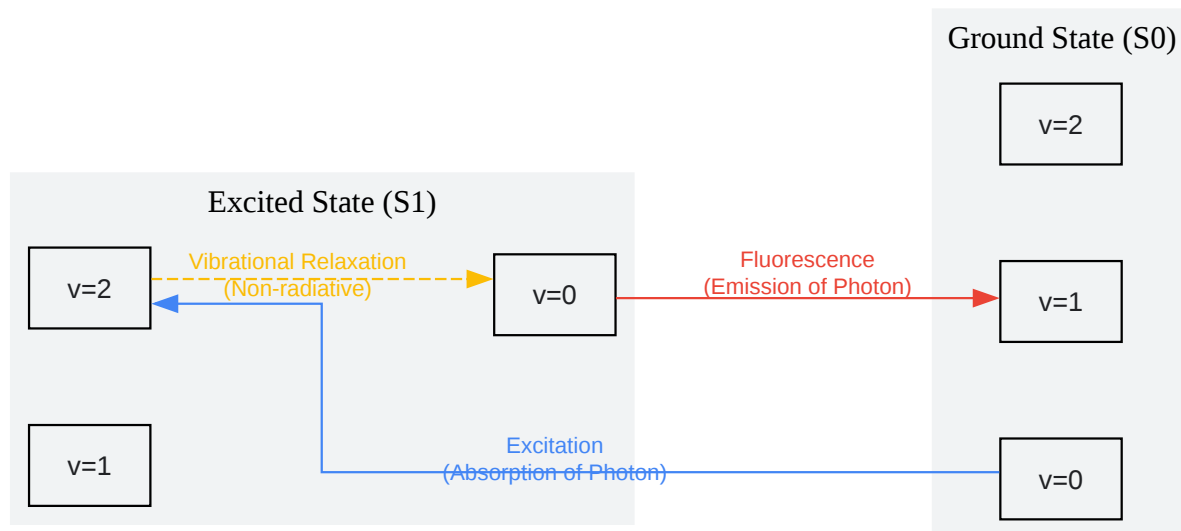 Ground State (S0)
v=2
Excited State (S1)
Vibrational Relaxation
(Non-radiative)
v=2
v=0
Fluorescence
(Emission of Photon)
v=1
Excitation
(Absorption of Photon)
v=1
v=0